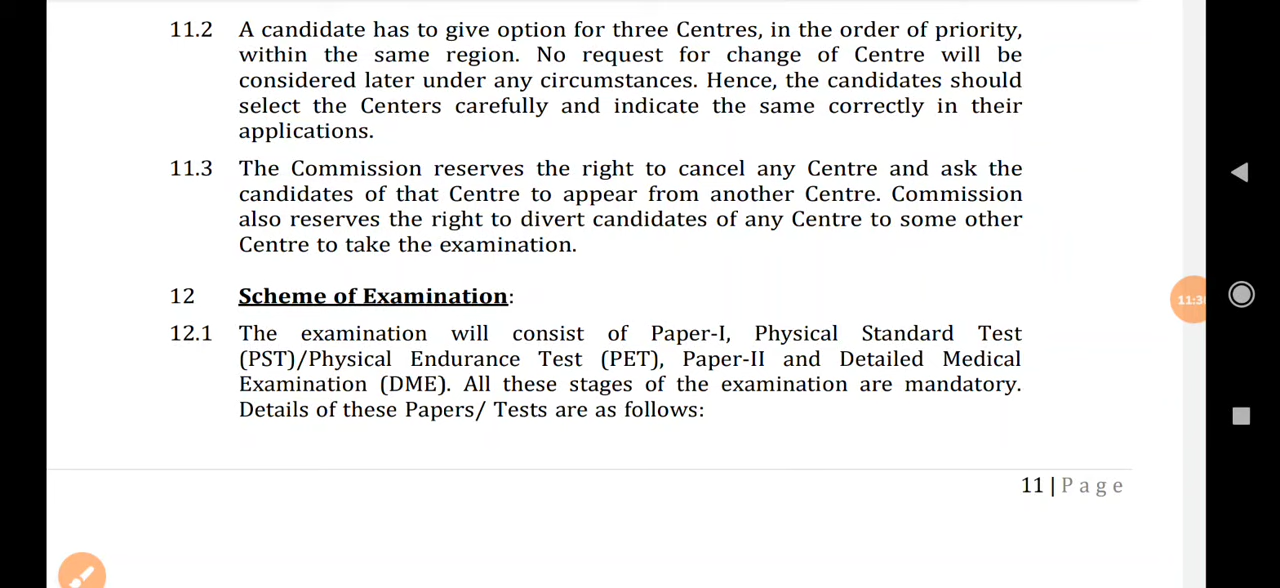 11.2 A candidate has to give option for three Centres, in the order of priority,
within the same region. No request for change of Centre will be
considered later under any circumstances. Hence, the candidates should
select the Centers carefully and indicate the same correctly in their
applications.
11.3 The Commission reserves the right to cancel any Centre and ask the
candidates of that Centre to appear from another Centre. Commission
also reserves the right to divert candidates of any Centre to some other
Centre to take the examination.
12 Scheme of Examination:
12.1 The examination will consist of Paper-I, Physical Standard Test
(PST)/Physical Endurance Test (PET), Paper-II and Detailed Medical
Examination (DME). All these stages of the examination are mandatory.
Details of these Papers/ Tests are as follows:
11 | Page